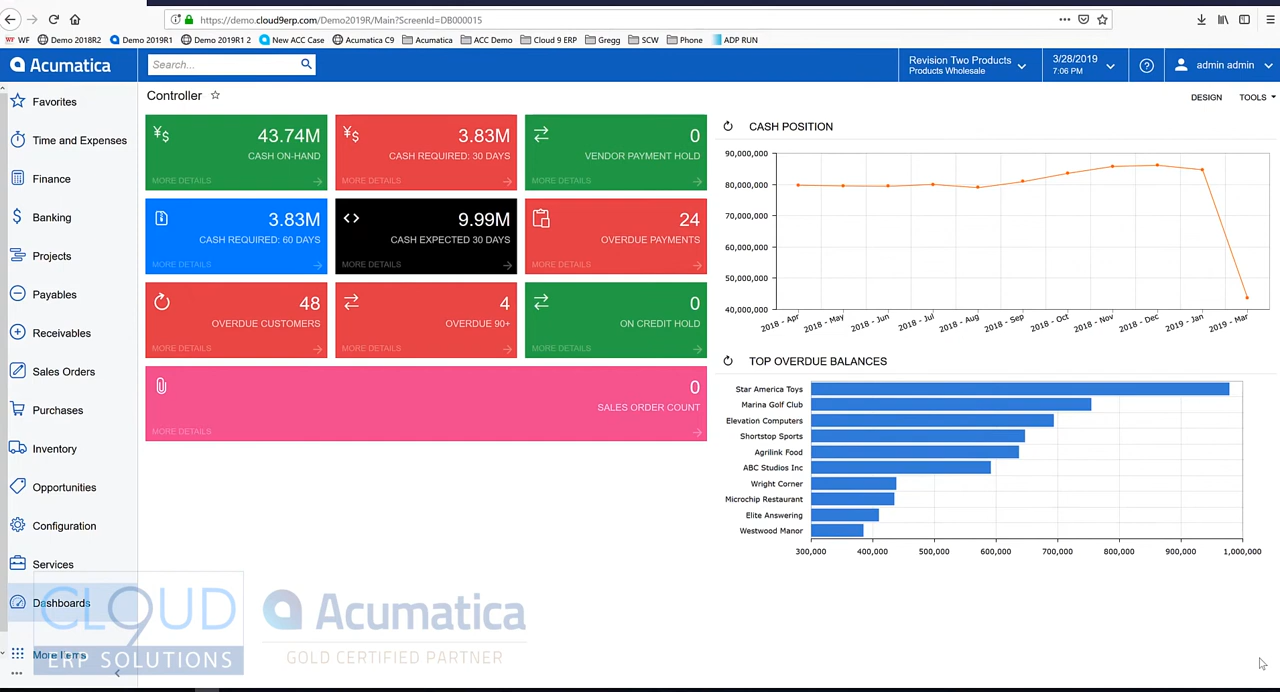 https://demo.cloud9erp.com/Demo2019R/Main?ScreenId=DB000015
WF Demo 2018R2 Demo 2019R1 Demo 2019R1 2 New ACC Case Acumatica C9 Acumatica ACC Demo Cloud 9 ERP Gregg SCW Phone ADP RUN
Acumatica
Search...
Revision Two Products
Products Wholesale
3/28/2019
7:06 PM
admin admin
Favorites
Time and Expenses
Finance
Banking
Projects
Payables
Receivables
Sales Orders
Purchases
Inventory
Opportunities
Configuration
Services
Dashboards
More Items
Controller
DESIGN TOOLS
43.74M
CASH ON-HAND
MORE DETAILS
3.83M
CASH REQUIRED: 30 DAYS
MORE DETAILS
0
VENDOR PAYMENT HOLD
MORE DETAILS
3.83M
CASH REQUIRED: 60 DAYS
MORE DETAILS
9.99M
CASH EXPECTED 30 DAYS
MORE DETAILS
24
OVERDUE PAYMENTS
MORE DETAILS
48
OVERDUE CUSTOMERS
MORE DETAILS
4
OVERDUE 90+
MORE DETAILS
0
ON CREDIT HOLD
MORE DETAILS
0
SALES ORDER COUNT
MORE DETAILS
CASH POSITION
90,000,000
80,000,000
70,000,000
60,000,000
50,000,000
40,000,000
2018 - Apr 2018 - May 2018 - Jun 2018 - Jul 2018 - Aug 2018 - Sep 2018 - Oct 2018 - Nov 2018 - Dec 2019 - Jan 2019 - Mar
TOP OVERDUE BALANCES
Star America Toys
Marina Golf Club
Elevation Computers
Shortstop Sports
Agrilink Food
ABC Studios Inc
Wright Corner
Microchip Restaurant
Elite Answering
Westwood Manor
300,000 400,000 500,000 600,000 700,000 800,000 900,000 1,000,000
CLOUD 9
ERP SOLUTIONS
Acumatica
GOLD CERTIFIED PARTNER